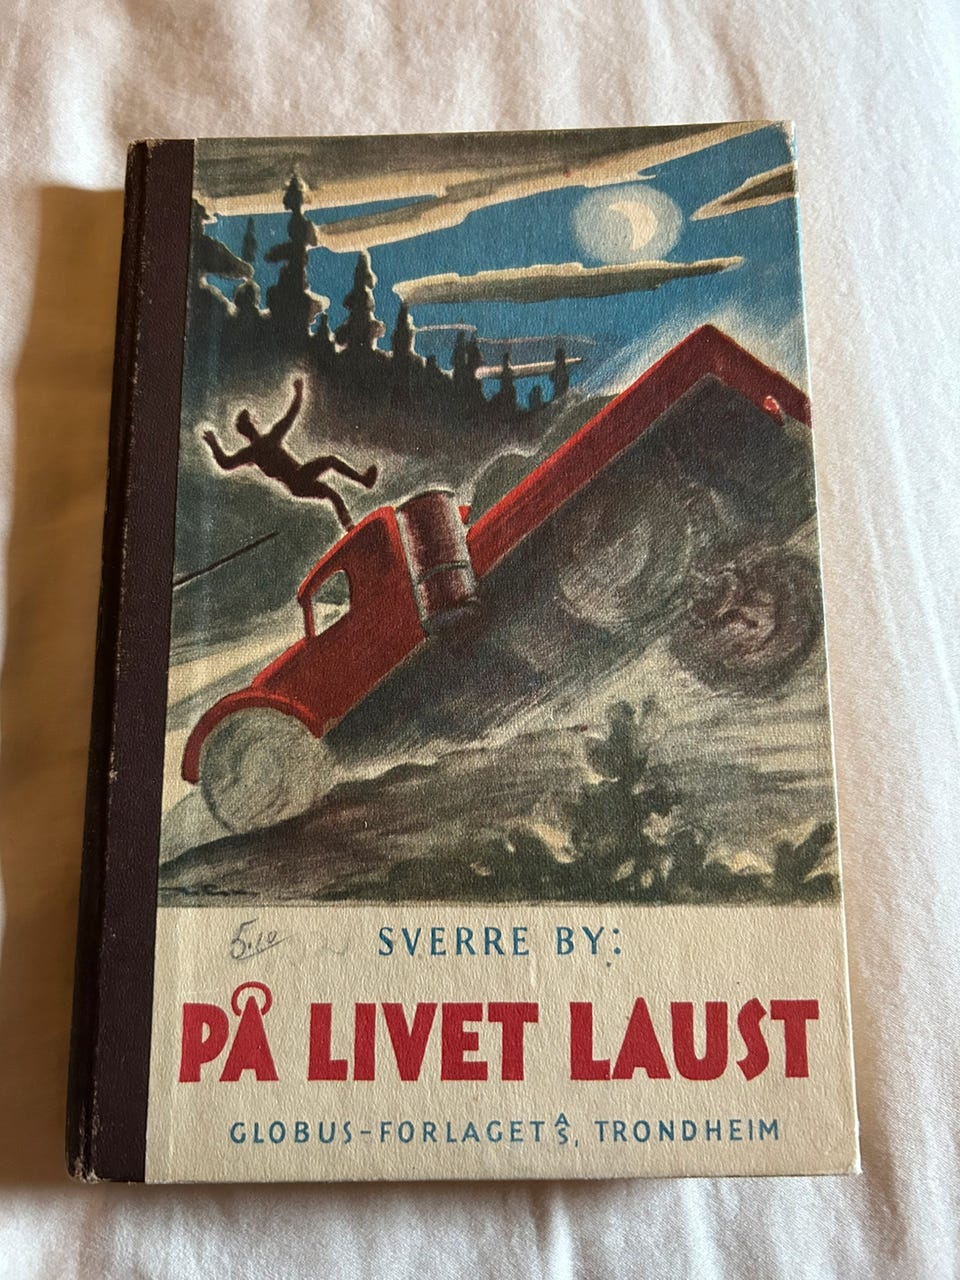 5.10
SVERRE BY:
PÅ LIVET LAUST
GLOBUS-FORLAGET A/S, TRONDHEIM